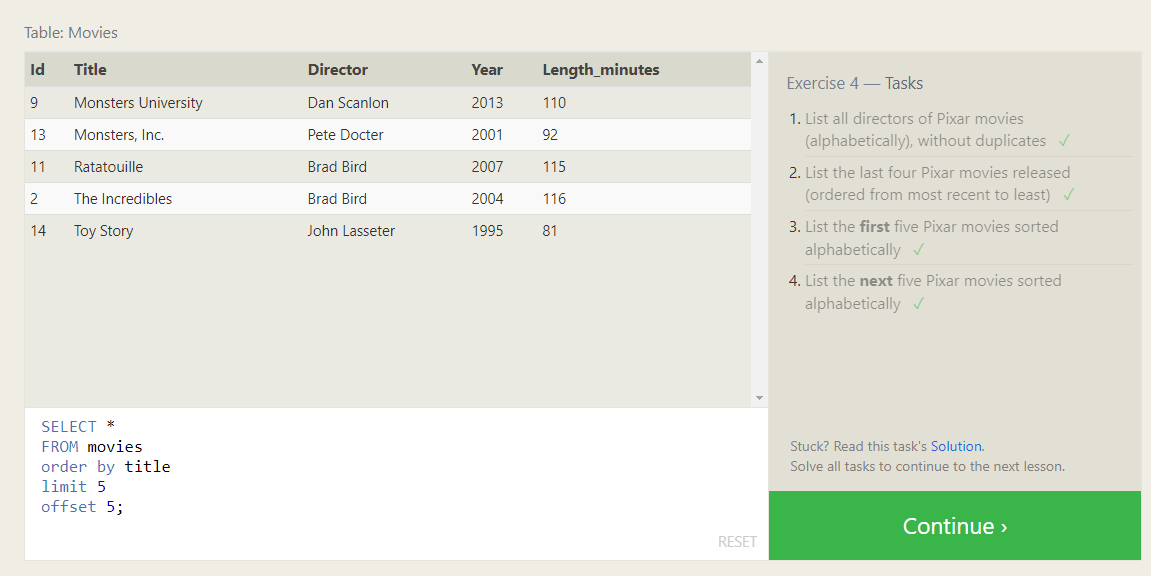 Table: Movies
Id Title Director Year Length_minutes
9 Monsters University Dan Scanlon 2013 110
13 Monsters, Inc. Pete Docter 2001 92
11 Ratatouille Brad Bird 2007 115
2 The Incredibles Brad Bird 2004 116
14 Toy Story John Lasseter 1995 81
SELECT *
FROM movies
order by title
limit 5
offset 5;
RESET
Exercise 4 — Tasks
1. List all directors of Pixar movies
(alphabetically), without duplicates ✓
2. List the last four Pixar movies released
(ordered from most recent to least) ✓
3. List the first five Pixar movies sorted
alphabetically ✓
4. List the next five Pixar movies sorted
alphabetically ✓
Stuck? Read this task's Solution.
Solve all tasks to continue to the next lesson.
Continue ›